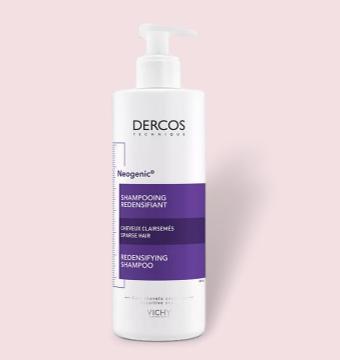 DERCOS
TECHNIQUE
Neogenic®
SHAMPOOING
REDENSIFIANT
CHEVEUX CLAIRSEMÉS
SPARSE HAIR
REDENSIFYING
SHAMPOO
VICHY